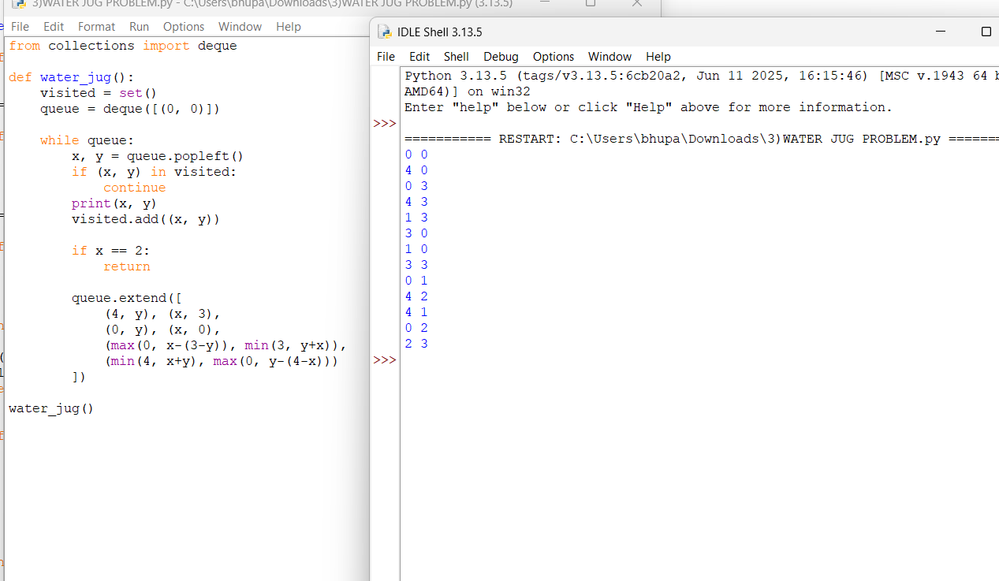 3)WATER JUG PROBLEM.py - C:\Users\bhupa\Downloads\3)WATER JUG PROBLEM.py (3.13.5)
File Edit Format Run Options Window Help
from collections import deque

def water_jug():
    visited = set()
    queue = deque([(0, 0)])

    while queue:
        x, y = queue.popleft()
        if (x, y) in visited:
            continue
        print(x, y)
        visited.add((x, y))

        if x == 2:
            return

        queue.extend([
            (4, y), (x, 3),
            (0, y), (x, 0),
            (max(0, x-(3-y)), min(3, y+x)),
            (min(4, x+y), max(0, y-(4-x)))
        ])

water_jug()
IDLE Shell 3.13.5
File Edit Shell Debug Options Window Help
Python 3.13.5 (tags/v3.13.5:6cb20a2, Jun 11 2025, 16:15:46) [MSC v.1943 64 b
AMD64)] on win32
Enter "help" below or click "Help" above for more information.
>>>
=========== RESTART: C:\Users\bhupa\Downloads\3)WATER JUG PROBLEM.py =======
0 0
4 0
0 3
4 3
1 3
3 0
1 0
3 3
0 1
4 2
4 1
0 2
2 3
>>>